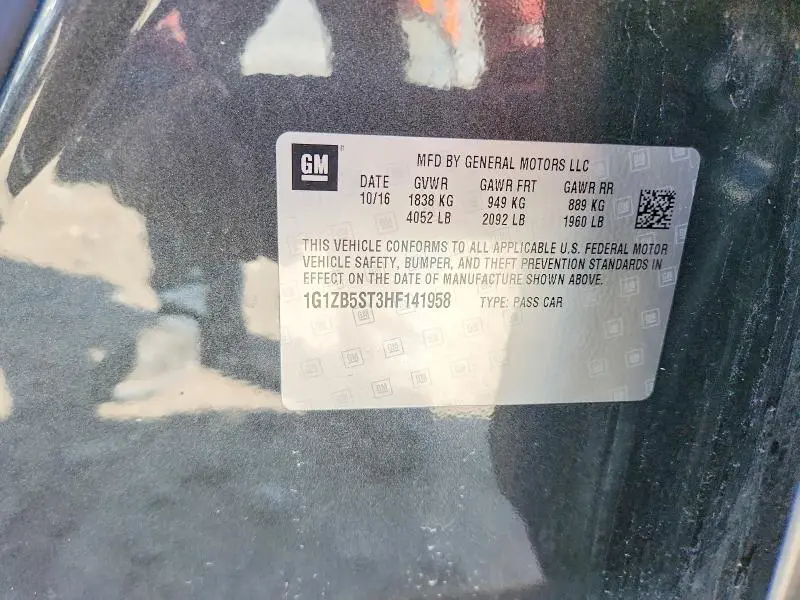 GM
MFD BY GENERAL MOTORS LLC
DATE GVWR GAWR FRT GAWR RR
10/16 1838 KG 949 KG 889 KG
4052 LB 2092 LB 1960 LB
THIS VEHICLE CONFORMS TO ALL APPLICABLE U.S. FEDERAL MOTOR
VEHICLE SAFETY, BUMPER, AND THEFT PREVENTION STANDARDS IN
EFFECT ON THE DATE OF MANUFACTURE SHOWN ABOVE.
1G1ZB5ST3HF141958 TYPE: PASS CAR